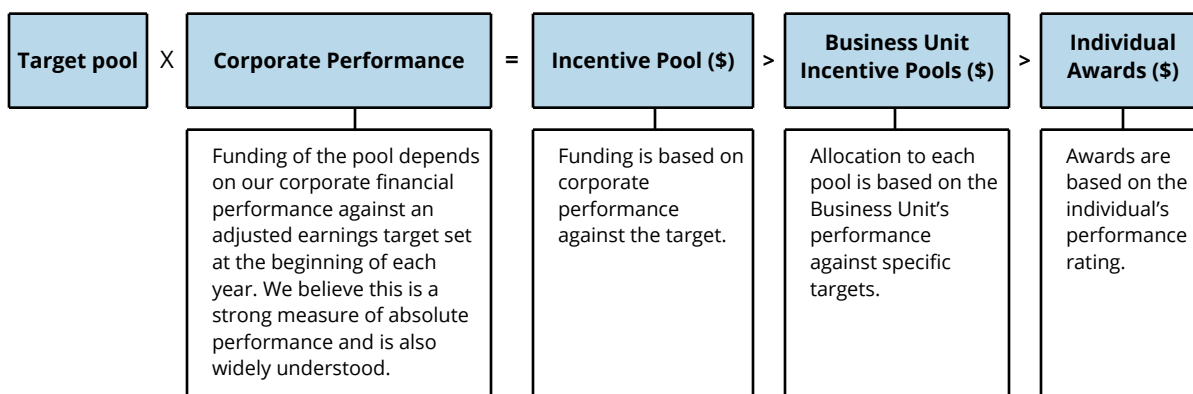 Target pool
X
Corporate Performance
=
Incentive Pool ($)
>
Business Unit
Incentive Pools ($)
>
Individual
Awards ($)
Funding of the pool depends
on our corporate financial
performance against an
adjusted earnings target set
at the beginning of each
year. We believe this is a
strong measure of absolute
performance and is also
widely understood.
Funding is based on
corporate
performance
against the target.
Allocation to each
pool is based on the
Business Unit’s
performance
against specific
targets.
Awards are
based on the
individual’s
performance
rating.